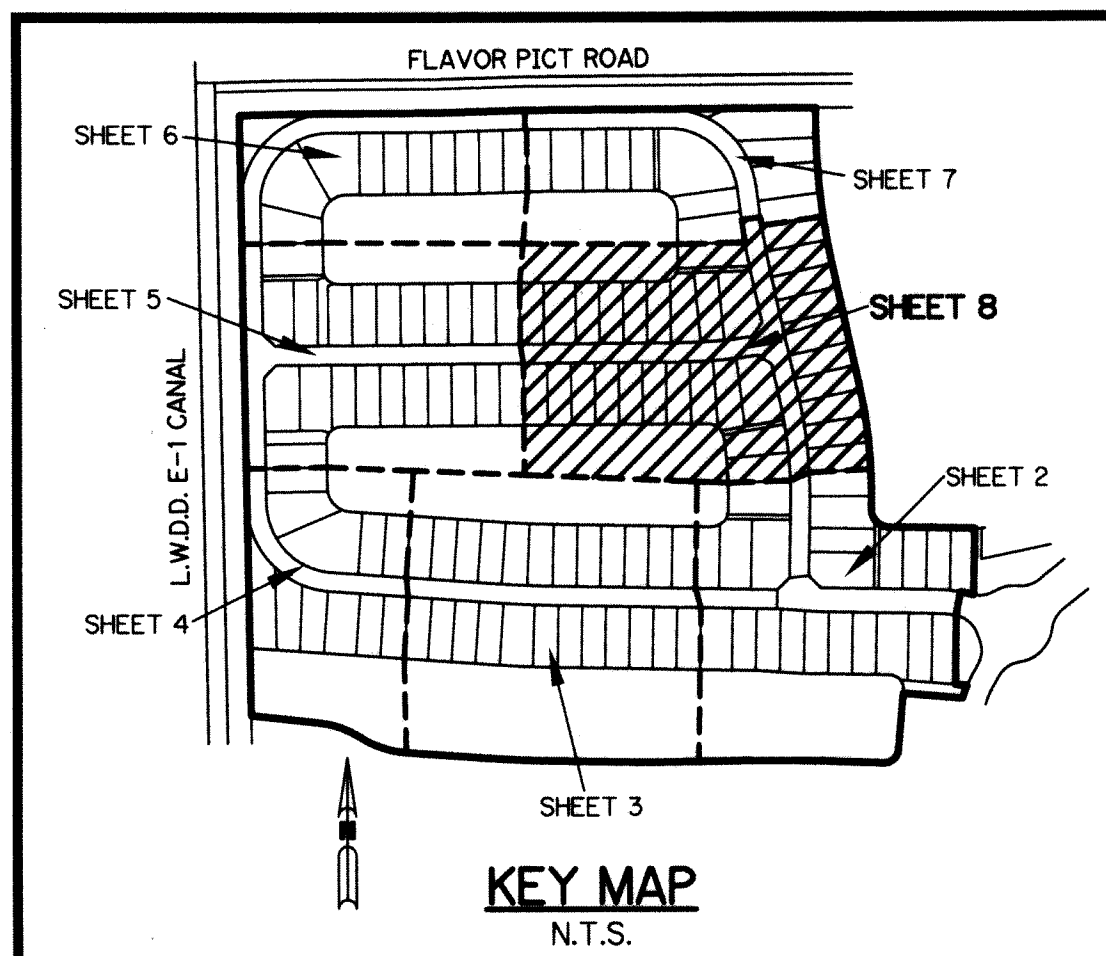 FLAVOR PICT ROAD
SHEET 6
SHEET 7
SHEET 5
SHEET 8
L.W.D.D. E-1 CANAL
SHEET 2
SHEET 4
SHEET 3
KEY MAP
N.T.S.